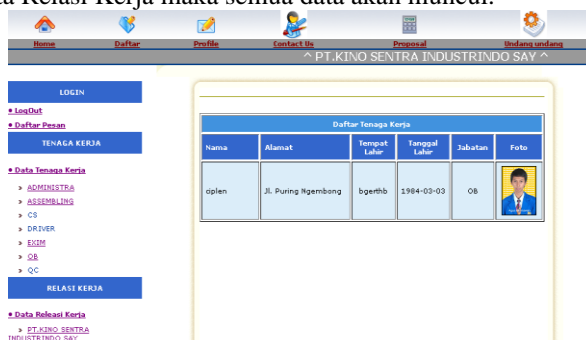 a Relasi Kerja maka semua data akan muncul.
Home Daftar Profile Contact Us Proposal Undang undang
^ PT.KINO SENTRA INDUSTRINDO SAY ^
LOGIN
LogOut
Daftar Pesan
TENAGA KERJA
Data Tenaga Kerja
ADMINISTRA
ASSEMBLING
CS
DRIVER
EXIM
OB
QC
RELASI KERJA
Data Releasi Kerja
PT.KINO SENTRA
INDUSTRINDO SAY
Daftar Tenaga Kerja
Nama Alamat Tempat Lahir Tanggal Lahir Jabatan Foto
ciplen Jl. Puring Ngembong bgerthb 1984-03-03 OB